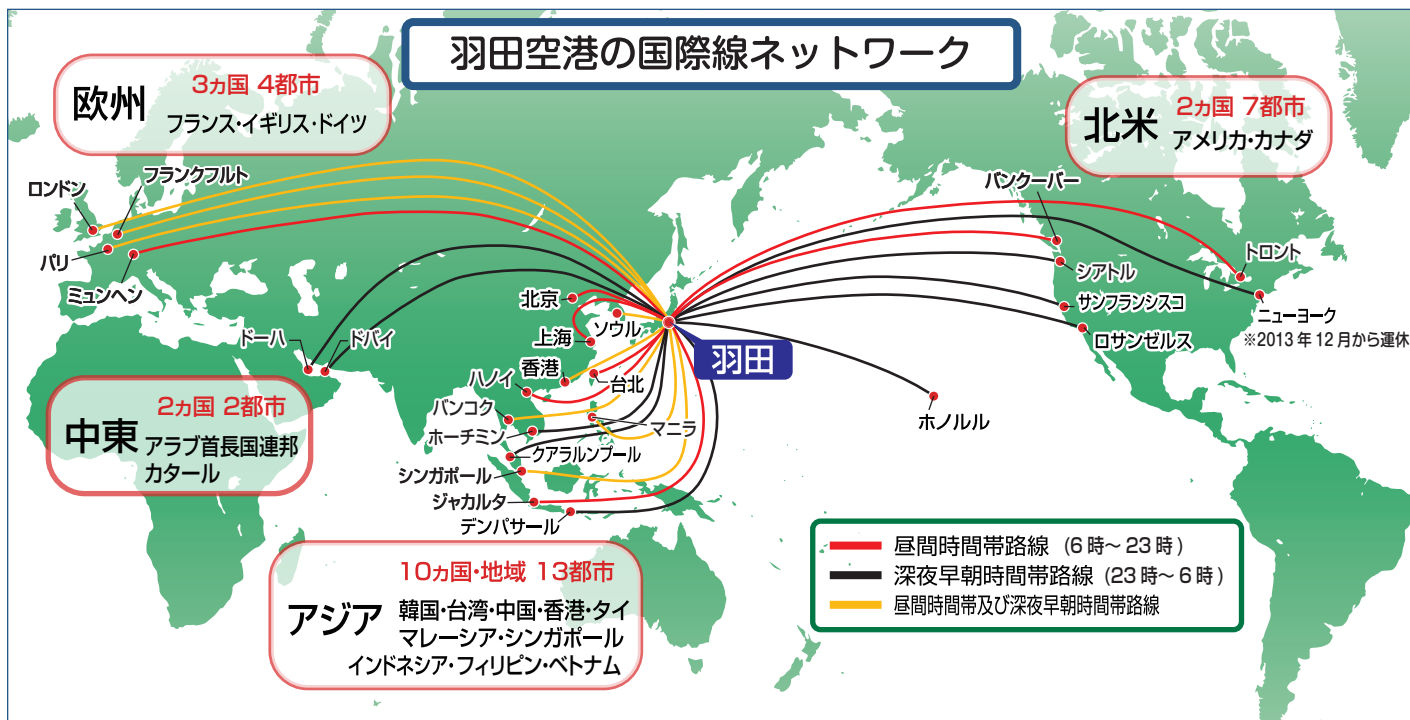 羽田空港の国際線ネットワーク
欧州
3ヵ国 4都市
フランス・イギリス・ドイツ
北米
2ヵ国 7都市
アメリカ・カナダ
ロンドン
フランクフルト
パリ
ミュンヘン
バンクーバー
トロント
シアトル
サンフランシスコ
ニューヨーク
※2013年12月から運休
ロサンゼルス
ホノルル
北京
ソウル
上海
羽田
香港
台北
ハノイ
バンコク
マニラ
ホーチミン
クアラルンプール
シンガポール
ジャカルタ
デンパサール
ドーハ
ドバイ
中東
2ヵ国 2都市
アラブ首長国連邦
カタール
アジア
10ヵ国・地域 13都市
韓国・台湾・中国・香港・タイ
マレーシア・シンガポール
インドネシア・フィリピン・ベトナム
昼間時間帯路線 (6時~23時)
深夜早朝時間帯路線 (23時~6時)
昼間時間帯及び深夜早朝時間帯路線